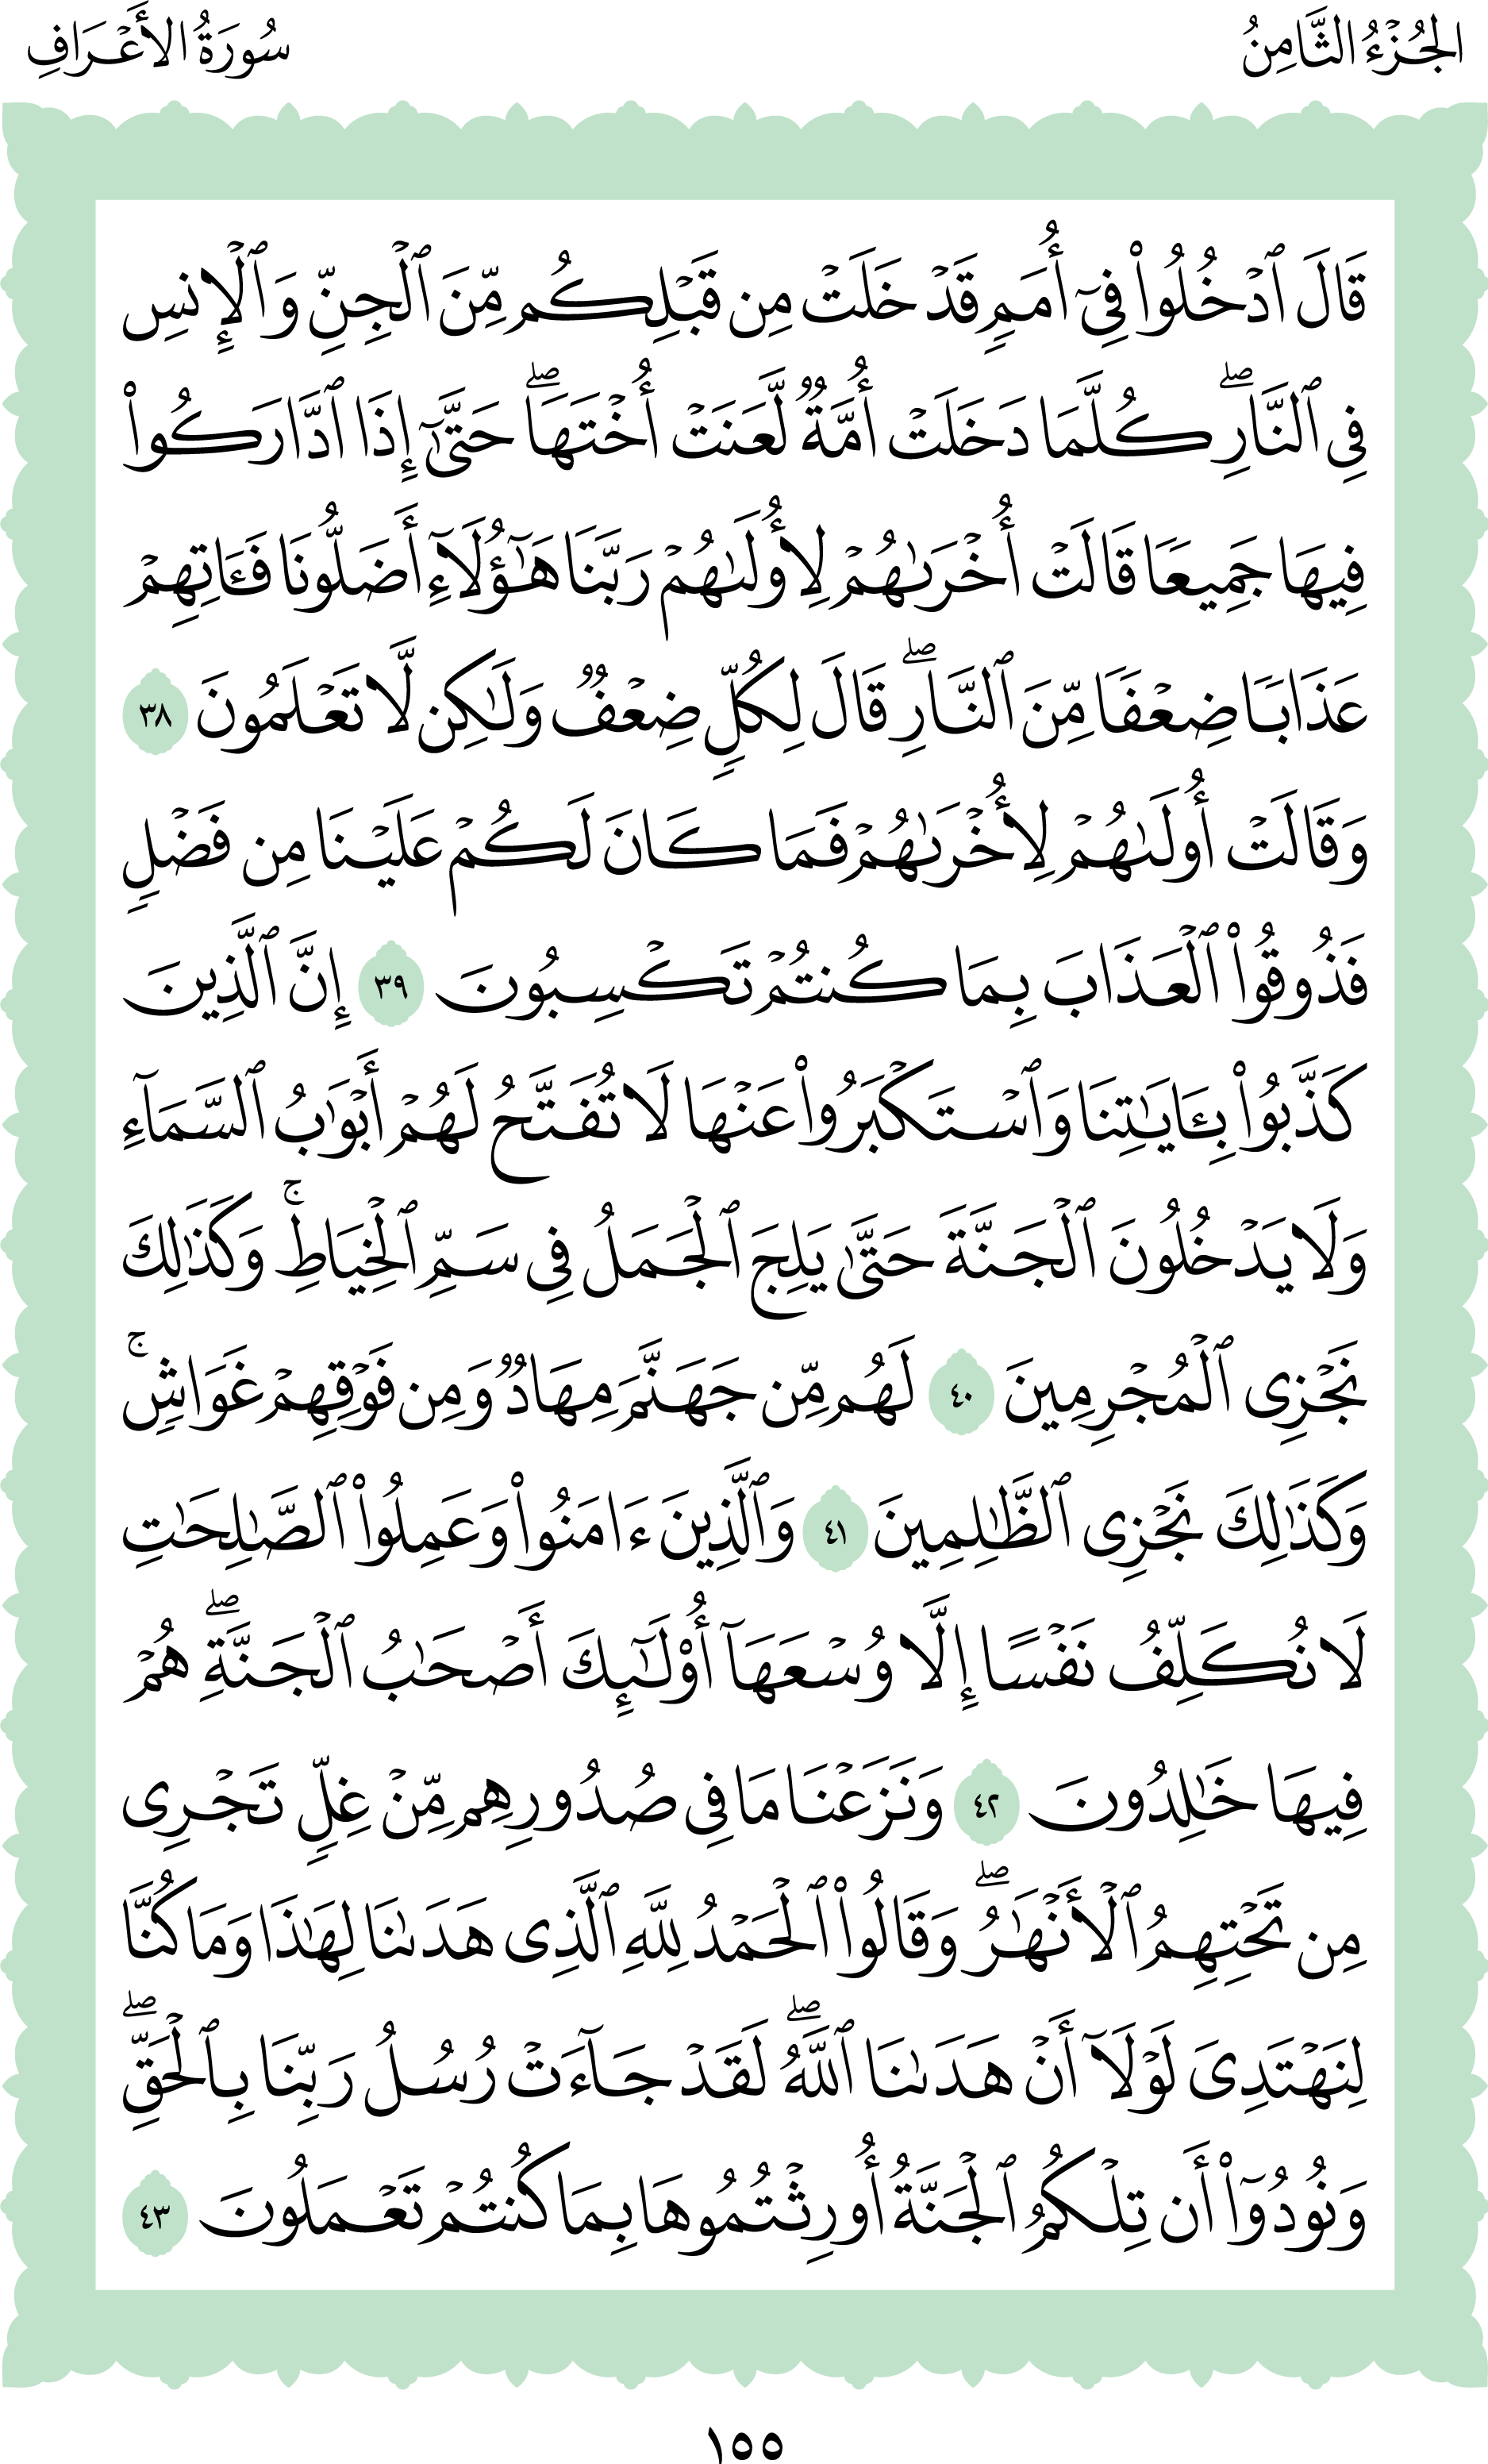 الجُزْءُ الثَّامِنُ
سُورَةُ الأَعْرَافِ
قَالَ ٱدۡخُلُواْ فِيٓ أُمَمٖ قَدۡ خَلَتۡ مِن قَبۡلِكُم مِّنَ ٱلۡجِنِّ وَٱلۡإِنسِ
فِي ٱلنَّارِۖ كُلَّمَا دَخَلَتۡ أُمَّةٞ لَّعَنَتۡ أُخۡتَهَاۖ حَتَّىٰٓ إِذَا ٱدَّارَكُواْ
فِيهَا جَمِيعٗا قَالَتۡ أُخۡرَىٰهُمۡ لِأُولَىٰهُمۡ رَبَّنَا هَٰٓؤُلَآءِ أَضَلُّونَا فَـَٔاتِهِمۡ
عَذَابٗا ضِعۡفٗا مِّنَ ٱلنَّارِۖ قَالَ لِكُلّٖ ضِعۡفٞ وَلَٰكِن لَّا تَعۡلَمُونَ ٣٨
وَقَالَتۡ أُولَىٰهُمۡ لِأُخۡرَىٰهُمۡ فَمَا كَانَ لَكُمۡ عَلَيۡنَا مِن فَضۡلٖ
فَذُوقُواْ ٱلۡعَذَابَ بِمَا كُنتُمۡ تَكۡسِبُونَ ٣٩ إِنَّ ٱلَّذِينَ
كَذَّبُواْ بِـَٔايَٰتِنَا وَٱسۡتَكۡبَرُواْ عَنۡهَا لَا تُفَتَّحُ لَهُمۡ أَبۡوَٰبُ ٱلسَّمَآءِ
وَلَا يَدۡخُلُونَ ٱلۡجَنَّةَ حَتَّىٰ يَلِجَ ٱلۡجَمَلُ فِي سَمِّ ٱلۡخِيَاطِۚ وَكَذَٰلِكَ
نَجۡزِي ٱلۡمُجۡرِمِينَ ٤٠ لَهُم مِّن جَهَنَّمَ مِهَادٞ وَمِن فَوۡقِهِمۡ غَوَاشٖۚ
وَكَذَٰلِكَ نَجۡزِي ٱلظَّٰلِمِينَ ٤١ وَٱلَّذِينَ ءَامَنُواْ وَعَمِلُواْ ٱلصَّٰلِحَٰتِ
لَا نُكَلِّفُ نَفۡسًا إِلَّا وُسۡعَهَآ أُوْلَٰٓئِكَ أَصۡحَٰبُ ٱلۡجَنَّةِۖ هُمۡ
فِيهَا خَٰلِدُونَ ٤٢ وَنَزَعۡنَا مَا فِي صُدُورِهِم مِّنۡ غِلّٖ تَجۡرِي
مِن تَحۡتِهِمُ ٱلۡأَنۡهَٰرُۖ وَقَالُواْ ٱلۡحَمۡدُ لِلَّهِ ٱلَّذِي هَدَىٰنَا لِهَٰذَا وَمَا كُنَّا
لِنَهۡتَدِيَ لَوۡلَآ أَنۡ هَدَىٰنَا ٱللَّهُۖ لَقَدۡ جَآءَتۡ رُسُلُ رَبِّنَا بِٱلۡحَقِّۖ
وَنُودُوٓاْ أَن تِلۡكُمُ ٱلۡجَنَّةُ أُورِثۡتُمُوهَا بِمَا كُنتُمۡ تَعۡمَلُونَ ٤٣
١٥٥